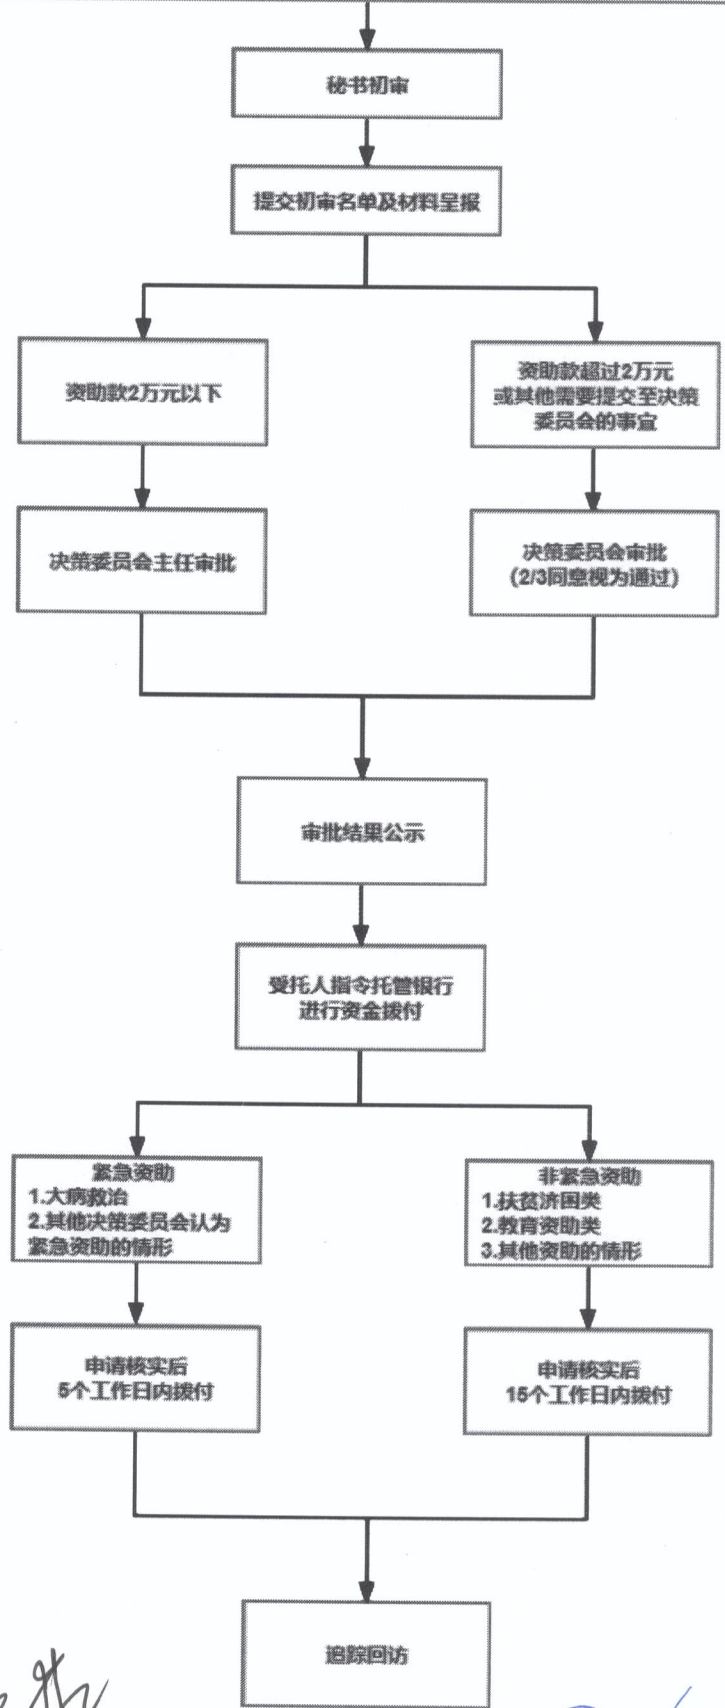 秘书初审
提交初审名单及材料呈报
资助款2万元以下
资助款超过2万元
或其他需要提交至决策
委员会的事宜
决策委员会主任审批
决策委员会审批
（2/3同意视为通过）
审批结果公示
受托人指令托管银行
进行资金拨付
紧急资助
1.大病救治
2.其他决策委员会认为
紧急资助的情形
非紧急资助
1.扶贫济困类
2.教育资助类
3.其他资助的情形
申请核实后
5个工作日内拨付
申请核实后
15个工作日内拨付
追踪回访